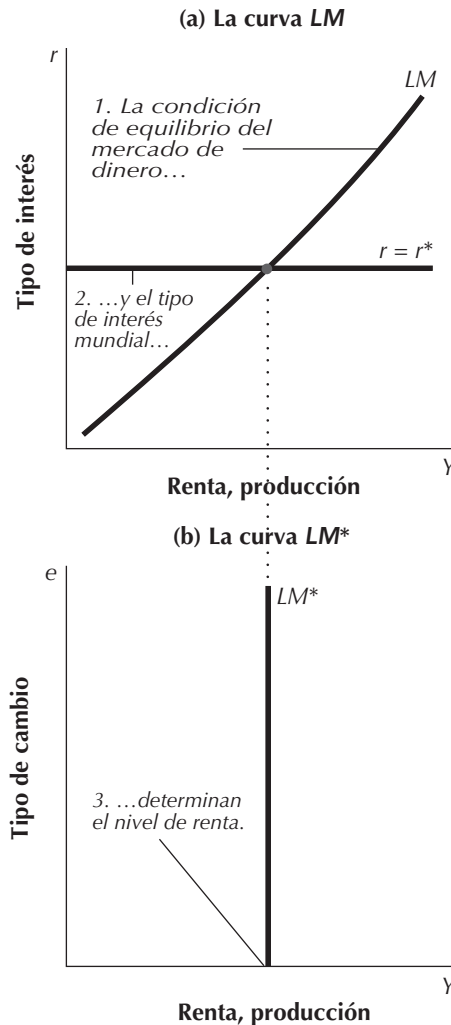 (a) La curva LM
r
LM
1. La condición
de equilibrio del
mercado de
dinero…
Tipo de interés
r = r*
2. …y el tipo
de interés
mundial…
Y
Renta, producción
(b) La curva LM*
e
LM*
Tipo de cambio
3. …determinan
el nivel de renta.
Y
Renta, producción